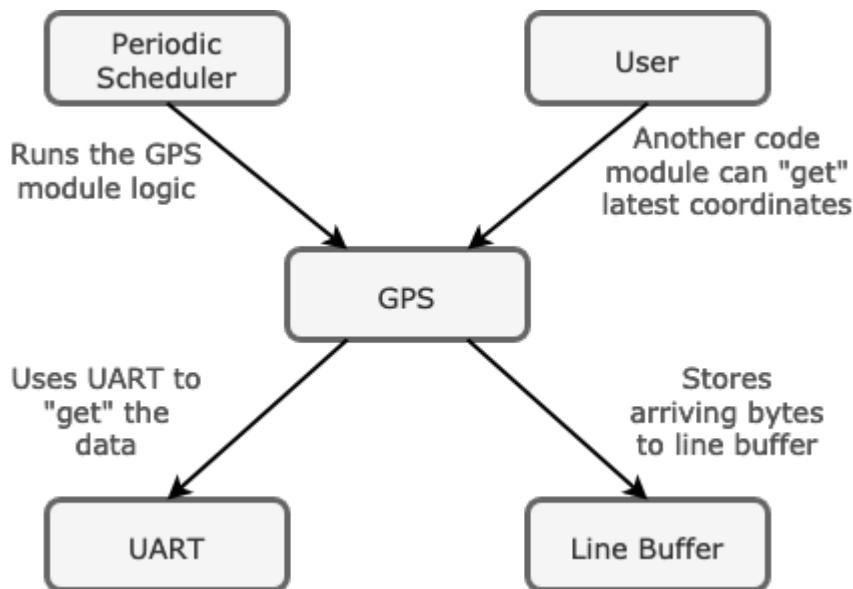 Periodic
Scheduler
User
Runs the GPS
module logic
Another code
module can "get"
latest coordinates
GPS
Uses UART to
"get" the
data
Stores
arriving bytes
to line buffer
UART
Line Buffer